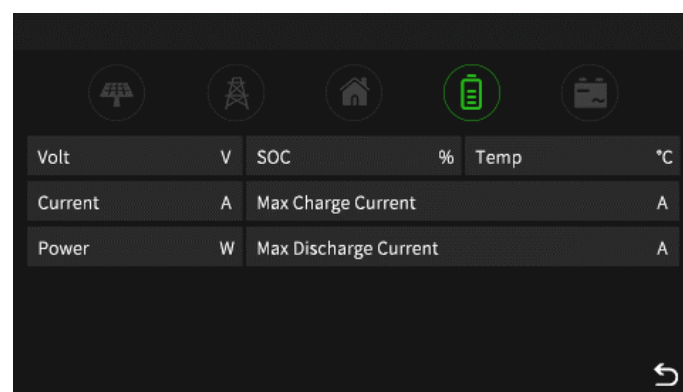 Volt V SOC % Temp °C
Current A Max Charge Current A
Power W Max Discharge Current A